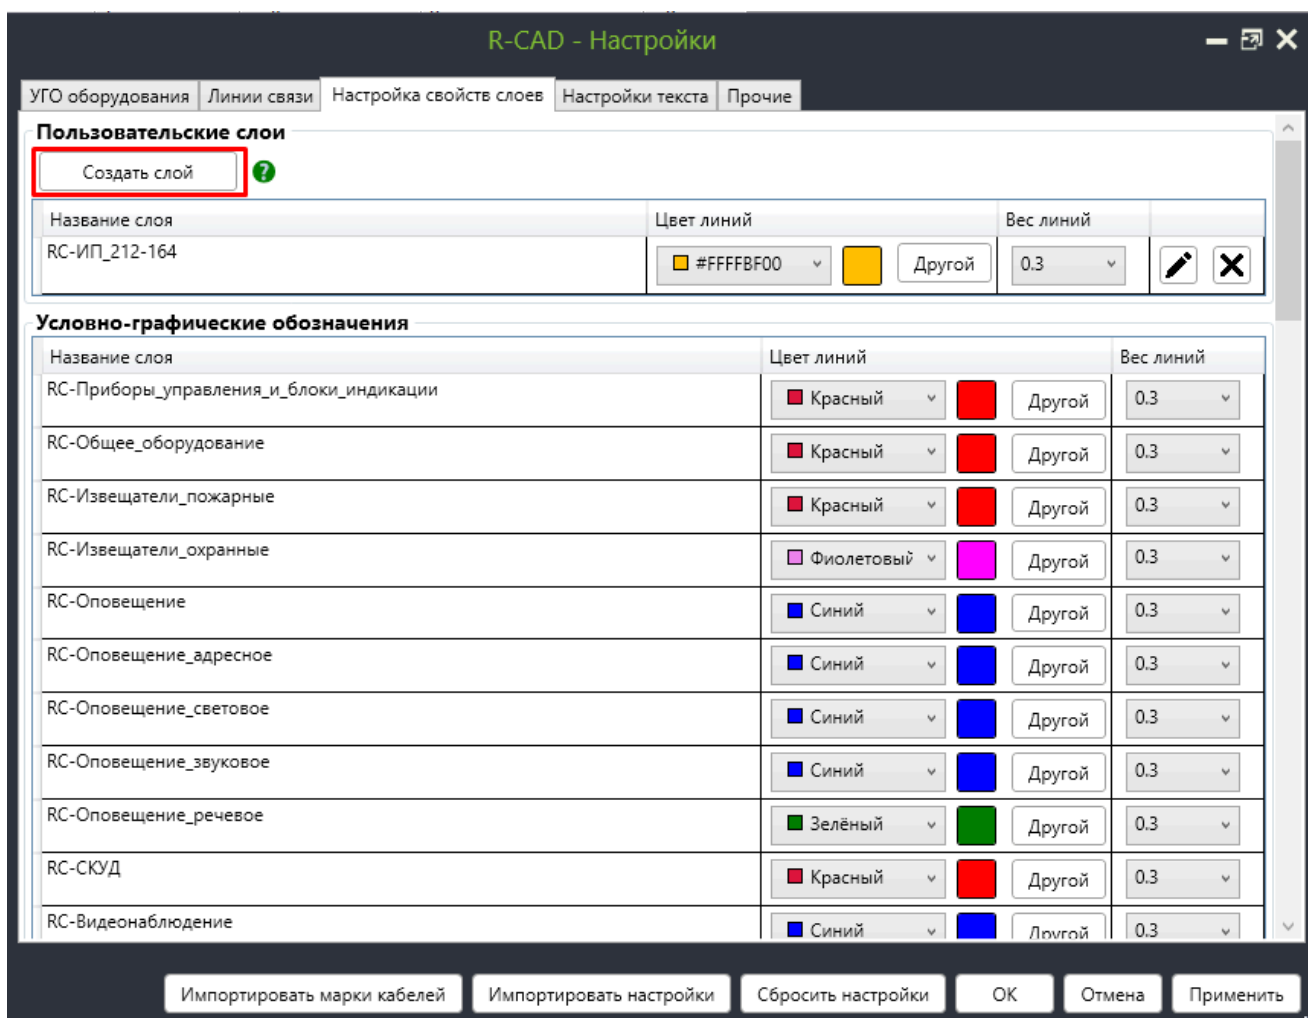 R-CAD - Настройки
УГО оборудования Линии связи Настройка свойств слоев Настройки текста Прочие
Пользовательские слои
Создать слой ?
Название слоя Цвет линий Вес линий
RC-ИП_212-164 #FFFFBF00 Другой 0.3
Условно-графические обозначения
Название слоя Цвет линий Вес линий
RC-Приборы_управления_и_блоки_индикации Красный Другой 0.3
RC-Общее_оборудование Красный Другой 0.3
RC-Извещатели_пожарные Красный Другой 0.3
RC-Извещатели_охранные Фиолетовый Другой 0.3
RC-Оповещение Синий Другой 0.3
RC-Оповещение_адресное Синий Другой 0.3
RC-Оповещение_световое Синий Другой 0.3
RC-Оповещение_звуковое Синий Другой 0.3
RC-Оповещение_речевое Зелёный Другой 0.3
RC-СКУД Красный Другой 0.3
RC-Видеонаблюдение Синий Другой 0.3
Импортировать марки кабелей Импортировать настройки Сбросить настройки ОК Отмена Применить